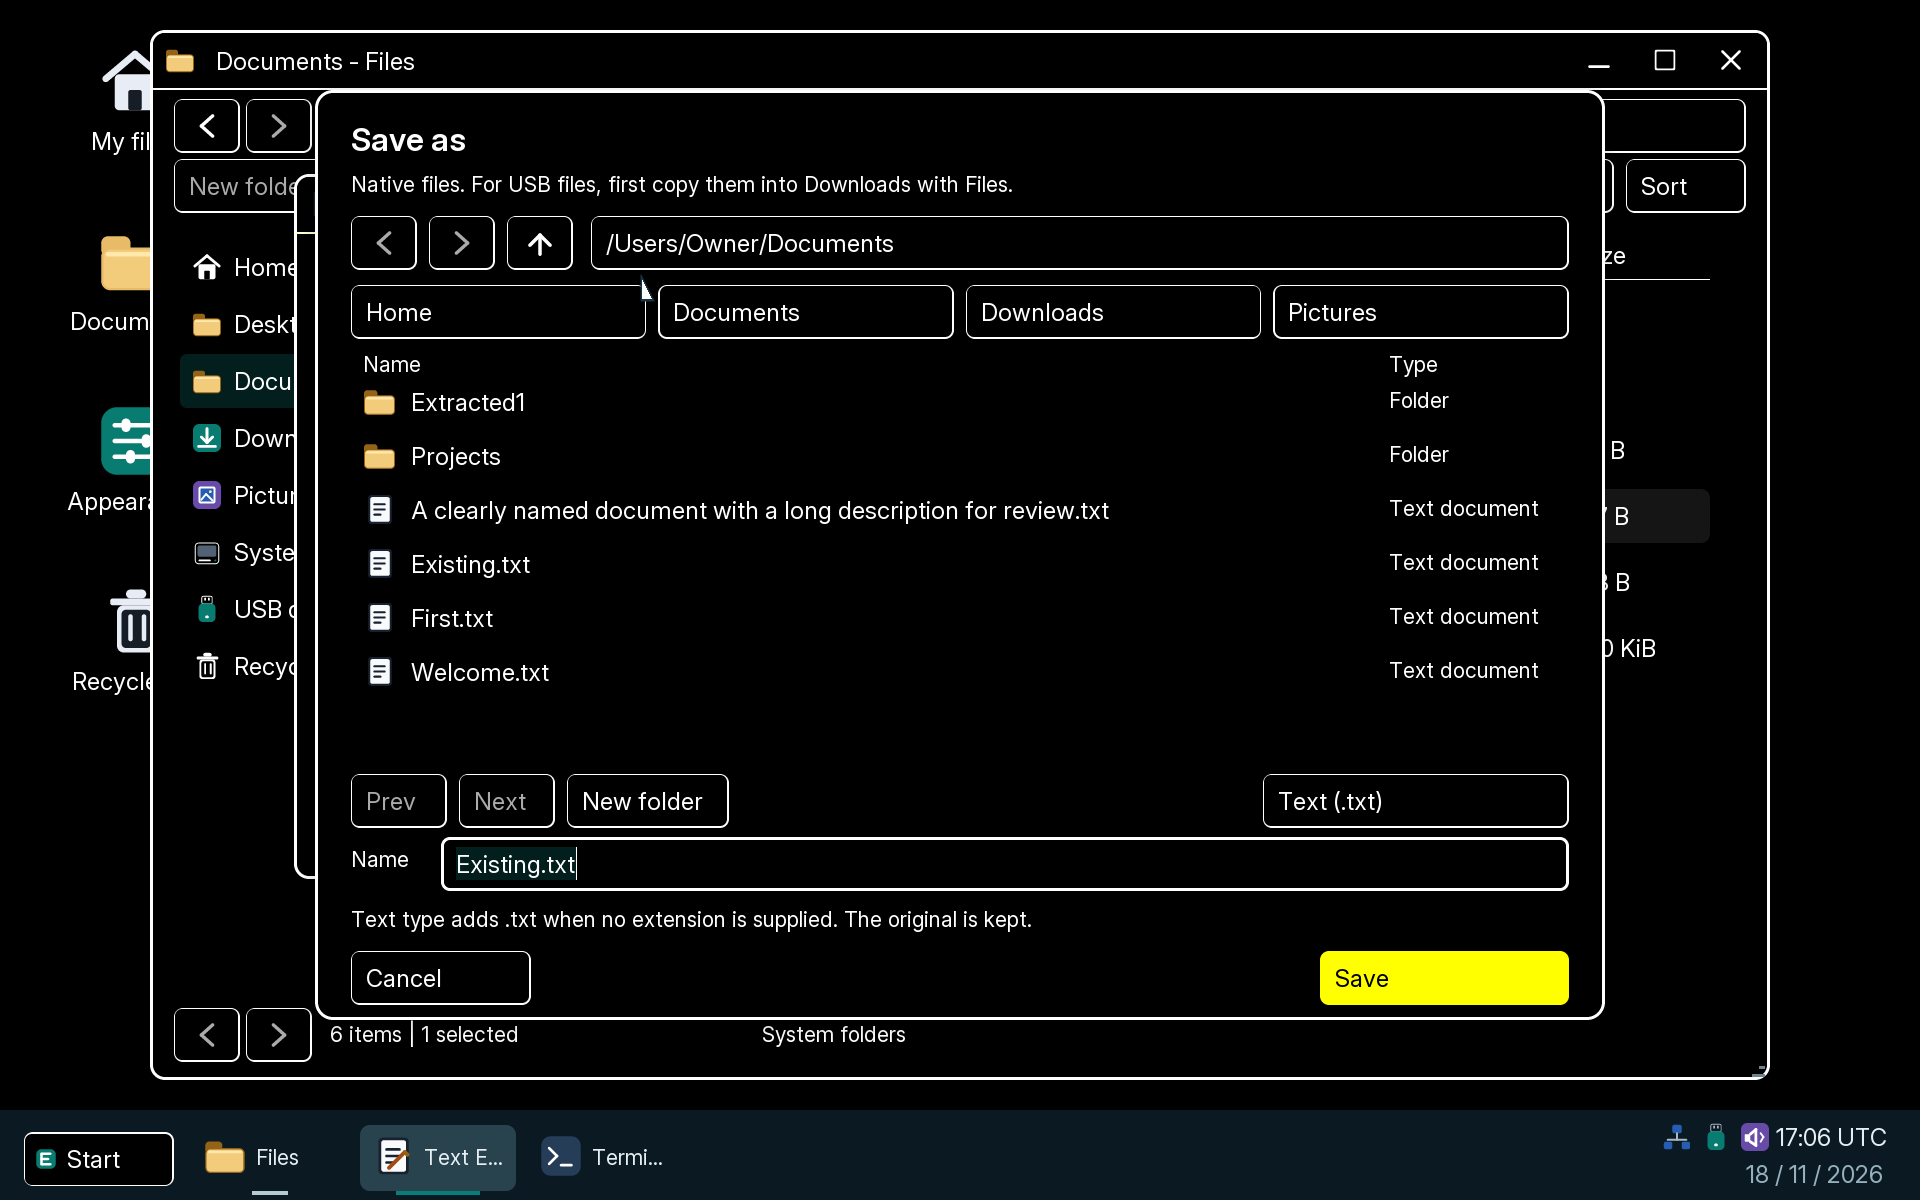 Documents - Files
My fil
Save as
Native files. For USB files, first copy them into Downloads with Files.
New folde
Sort
/Users/Owner/Documents
Home
Documents
Downloads
Pictures
Name
Type
Extracted1
Folder
Projects
Folder
A clearly named document with a long description for review.txt
Text document
Existing.txt
Text document
First.txt
Text document
Welcome.txt
Text document
Home
Deskt
Docu
Down
Pictur
Syste
USB
Recyc
Docum
Appeara
Recycle
ze
B
B
B
0 KiB
Prev
Next
New folder
Text (.txt)
Name
Existing.txt
Text type adds .txt when no extension is supplied. The original is kept.
Cancel
Save
6 items | 1 selected
System folders
Start
Files
Text E...
Termi...
17:06 UTC
18 / 11 / 2026